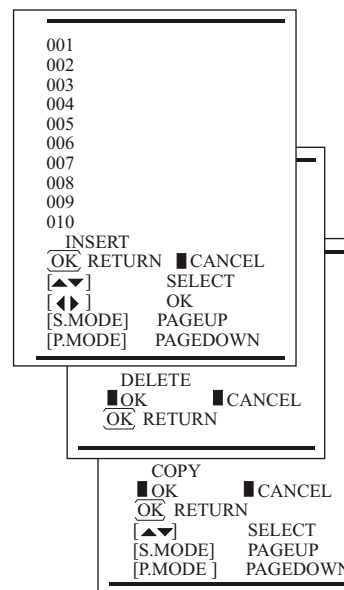 001
002
003
004
005
006
007
008
009
010
INSERT
OK RETURN CANCEL
[▲▼] SELECT
[◀▶] OK
[S.MODE] PAGEUP
[P.MODE] PAGEDOWN
DELETE
OK CANCEL
OK RETURN
COPY
OK CANCEL
OK RETURN
[▲▼] SELECT
[S.MODE] PAGEUP
[P.MODE ] PAGEDOWN